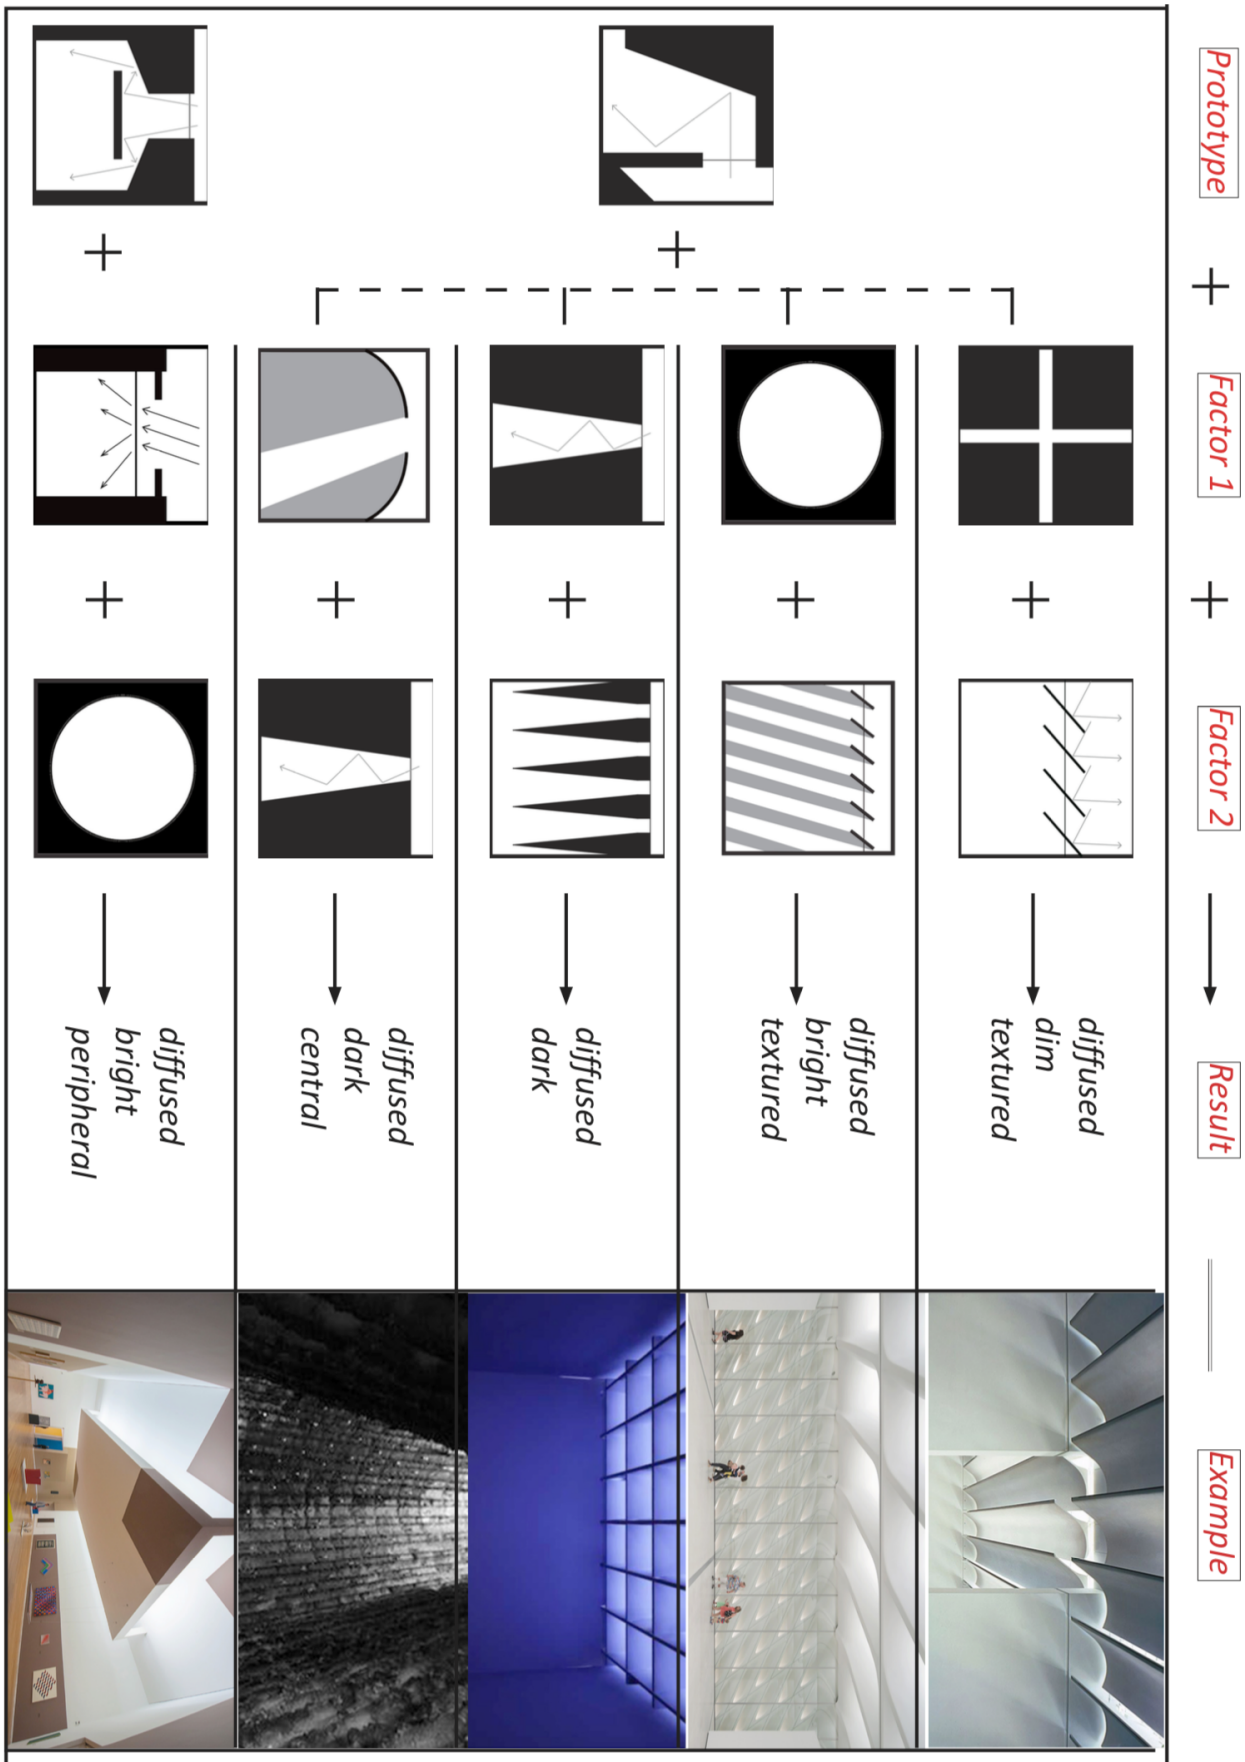 Prototype + Factor 1 + Factor 2 → Result = Example
diffused
dim
textured
diffused
bright
textured
diffused
dark
diffused
dark
central
diffused
bright
peripheral